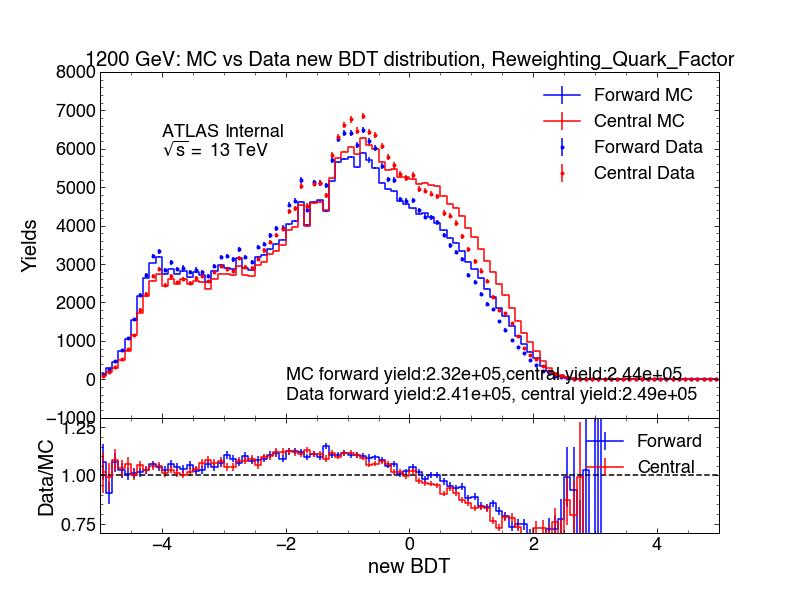 1200 GeV: MC vs Data new BDT distribution, Reweighting_Quark_Factor
8000
7000
6000
5000
4000
3000
2000
1000
0
−1000
Yields
ATLAS Internal
√s = 13 TeV
Forward MC
Central MC
Forward Data
Central Data
MC forward yield:2.32e+05,central yield:2.44e+05
Data forward yield:2.41e+05, central yield:2.49e+05
1.25
1.00
0.75
Data/MC
Forward
Central
−4 −2 0 2 4
new BDT